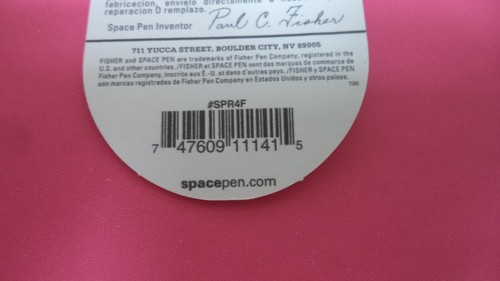 fabricacion, envielo directamente a
reparacion O remplazo.
Space Pen Inventor Paul C. Fisher
711 YUCCA STREET, BOULDER CITY, NV 89005
FISHER and SPACE PEN are trademarks of Fisher Pen Company, registered in the
U.S. and other countries. /FISHER et SPACE PEN sont des marques de commerce de
Fisher Pen Company, inscrite aux É.-U. et dans d'autres pays. /FISHER y SPACE PEN
son marcas registradas de Fisher Pen Company en Estados Unidos y otros países.
#SPR4F
7 47609 11141 5
spacepen.com